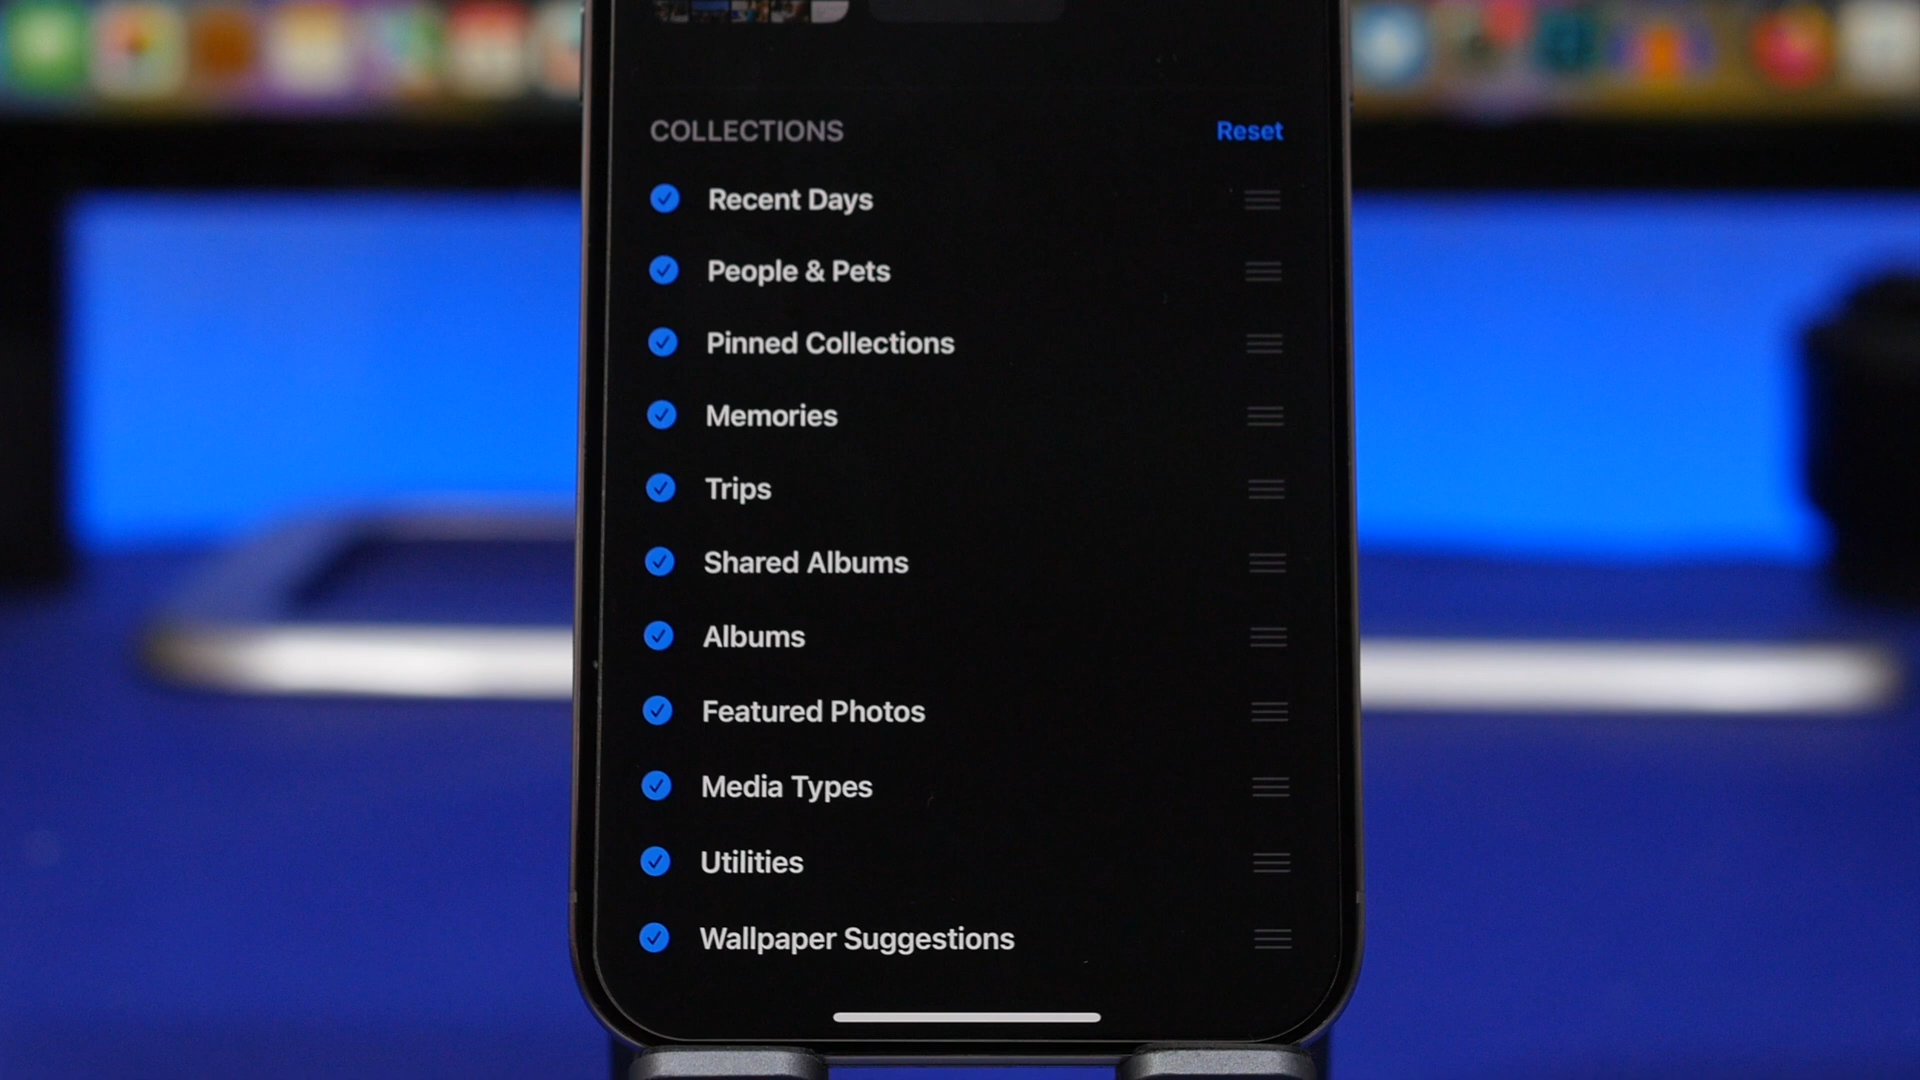 COLLECTIONS Reset
Recent Days
People & Pets
Pinned Collections
Memories
Trips
Shared Albums
Albums
Featured Photos
Media Types
Utilities
Wallpaper Suggestions